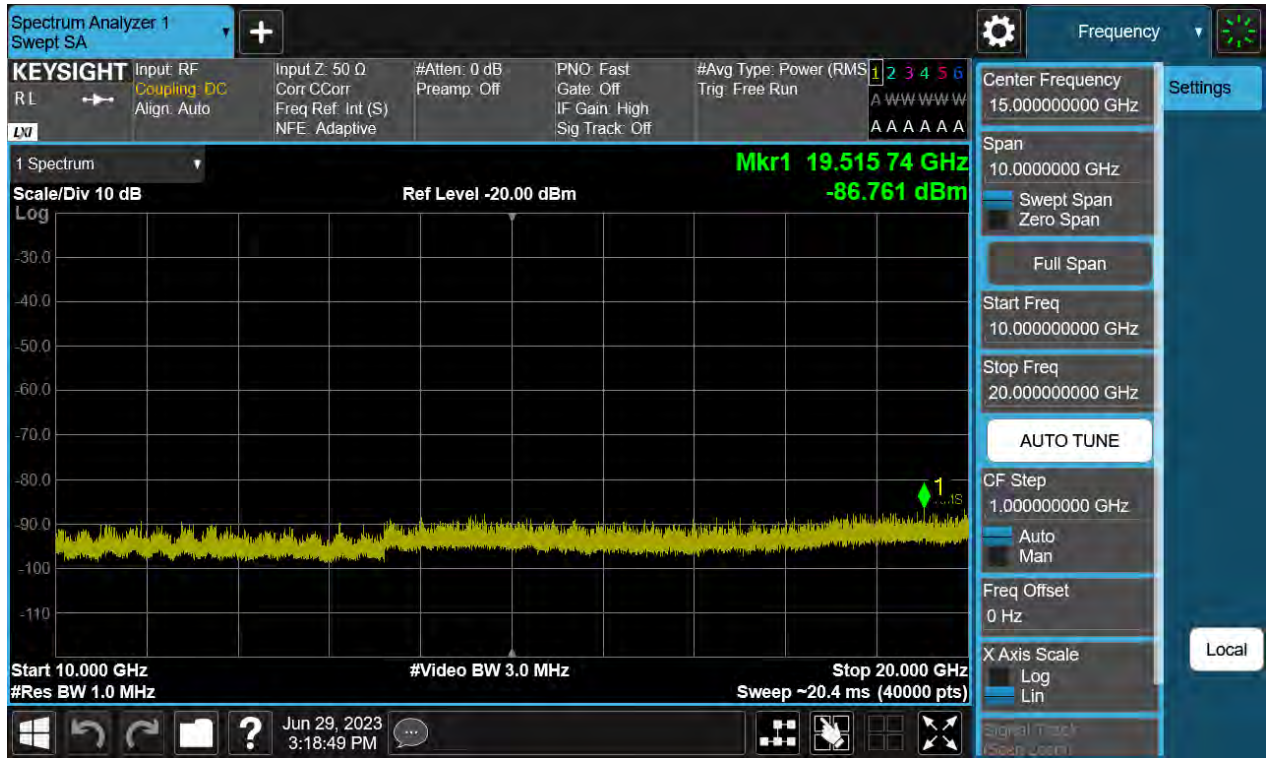 Spectrum Analyzer 1
Swept SA
Frequency
KEYSIGHT
RL
LXI
Input: RF
Coupling: DC
Align: Auto
Input Z: 50 Ω
Corr CCorr
Freq Ref: Int (S)
NFE: Adaptive
#Atten: 0 dB
Preamp: Off
PNO: Fast
Gate: Off
IF Gain: High
Sig Track: Off
#Avg Type: Power (RMS
Trig: Free Run
1 2 3 4 5 6
A W W W W W
A A A A A A
1 Spectrum
Scale/Div 10 dB
Ref Level -20.00 dBm
Mkr1 19.515 74 GHz
-86.761 dBm
Log
-30.0
-40.0
-50.0
-60.0
-70.0
-80.0
-90.0
-100
-110
1
Start 10.000 GHz
#Video BW 3.0 MHz
Stop 20.000 GHz
#Res BW 1.0 MHz
Sweep ~20.4 ms (40000 pts)
Jun 29, 2023
3:18:49 PM
Center Frequency
15.000000000 GHz
Span
10.0000000 GHz
Swept Span
Zero Span
Full Span
Start Freq
10.000000000 GHz
Stop Freq
20.000000000 GHz
AUTO TUNE
CF Step
1.000000000 GHz
Auto
Man
Freq Offset
0 Hz
X Axis Scale
Log
Lin
Signal Track
(Span Zoom)
Settings
Local